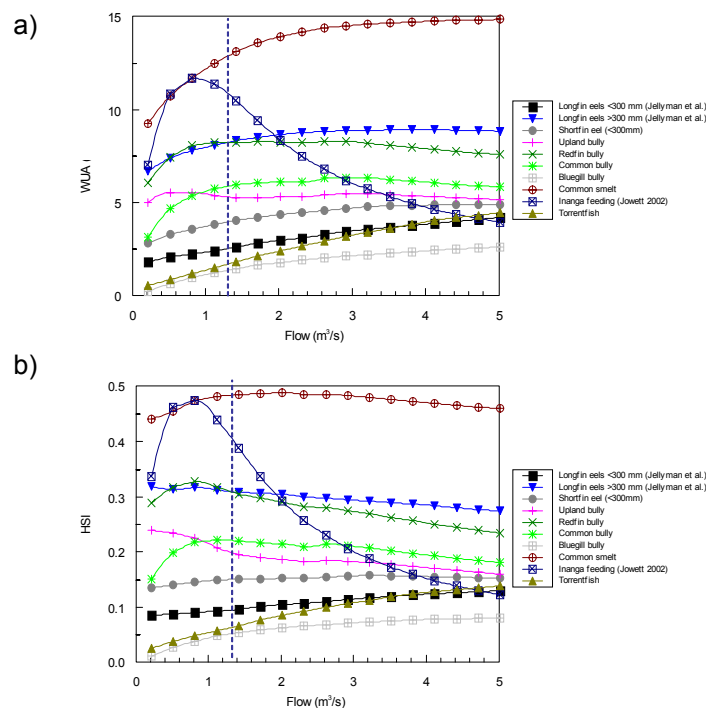 a)
15
10
5
0
WUA (
0 1 2 3 4 5
Flow (m³/s)
Longfin eels <300 mm (Jellyman et al.)
Longfin eels >300 mm (Jellyman et al.)
Shortfin eel (<300mm)
Upland bully
Redfin bully
Common bully
Bluegill bully
Common smelt
Inanga feeding (Jowett 2002)
Torrentfish
b)
0.5
0.4
0.3
0.2
0.1
0.0
HSI
0 1 2 3 4 5
Flow (m³/s)
Longfin eels <300 mm (Jellyman et al.)
Longfin eels >300 mm (Jellyman et al.)
Shortfin eel (<300mm)
Upland bully
Redfin bully
Common bully
Bluegill bully
Common smelt
Inanga feeding (Jowett 2002)
Torrentfish